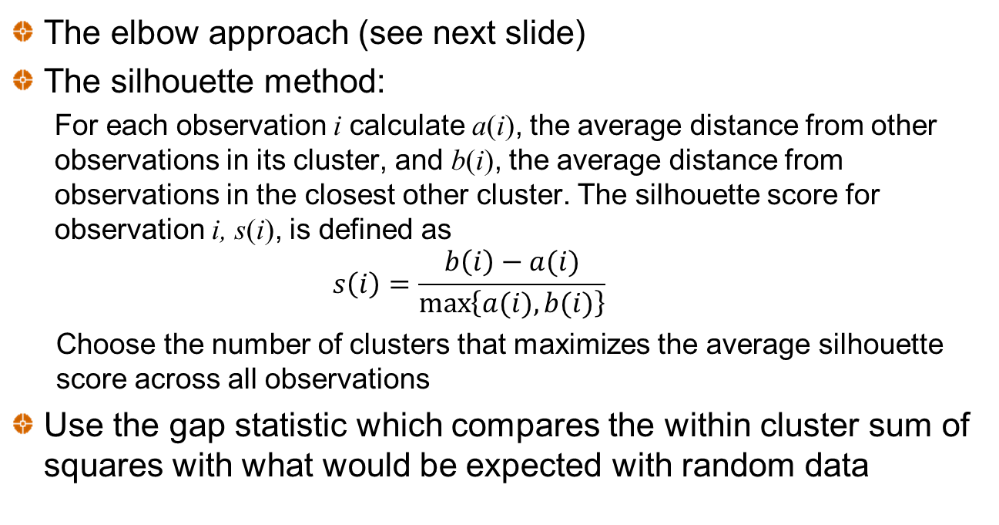 The elbow approach (see next slide)
The silhouette method:
For each observation i calculate a(i), the average distance from other
observations in its cluster, and b(i), the average distance from
observations in the closest other cluster. The silhouette score for
observation i, s(i), is defined as
s(i) = b(i) − a(i) / max{a(i), b(i)}
Choose the number of clusters that maximizes the average silhouette
score across all observations
Use the gap statistic which compares the within cluster sum of
squares with what would be expected with random data